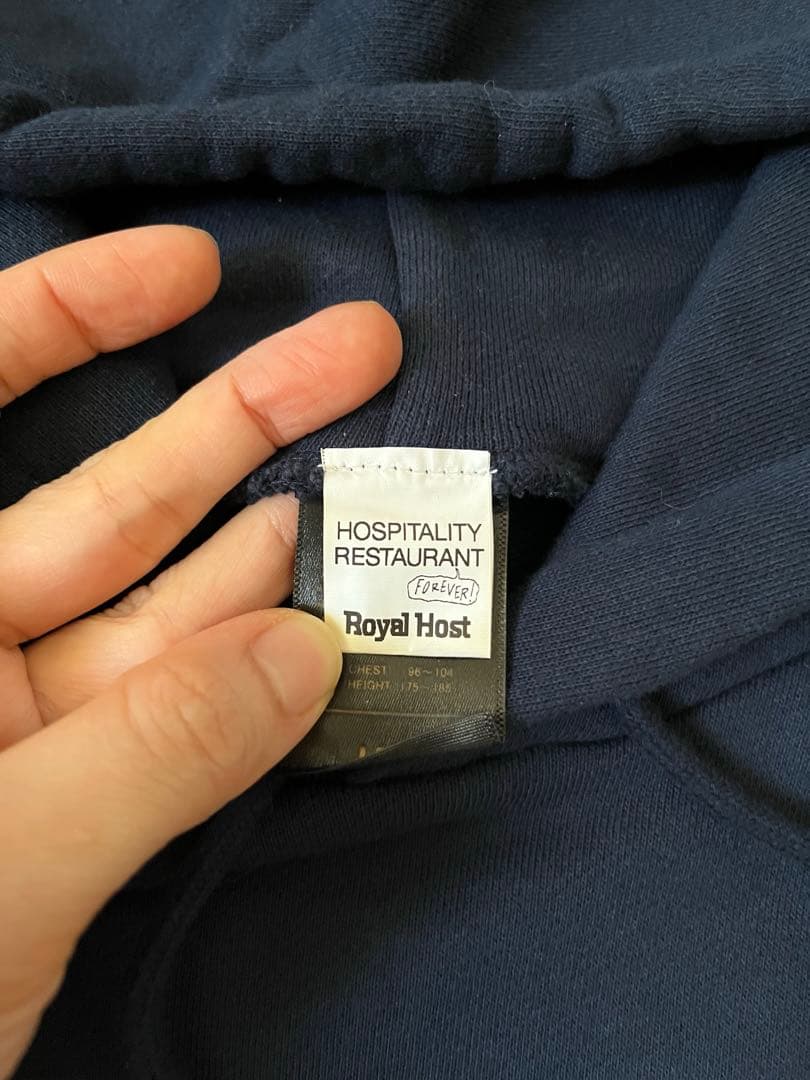 HOSPITALITY
RESTAURANT
FOREVER!
Royal Host
CHEST 96~104
HEIGHT 175~185